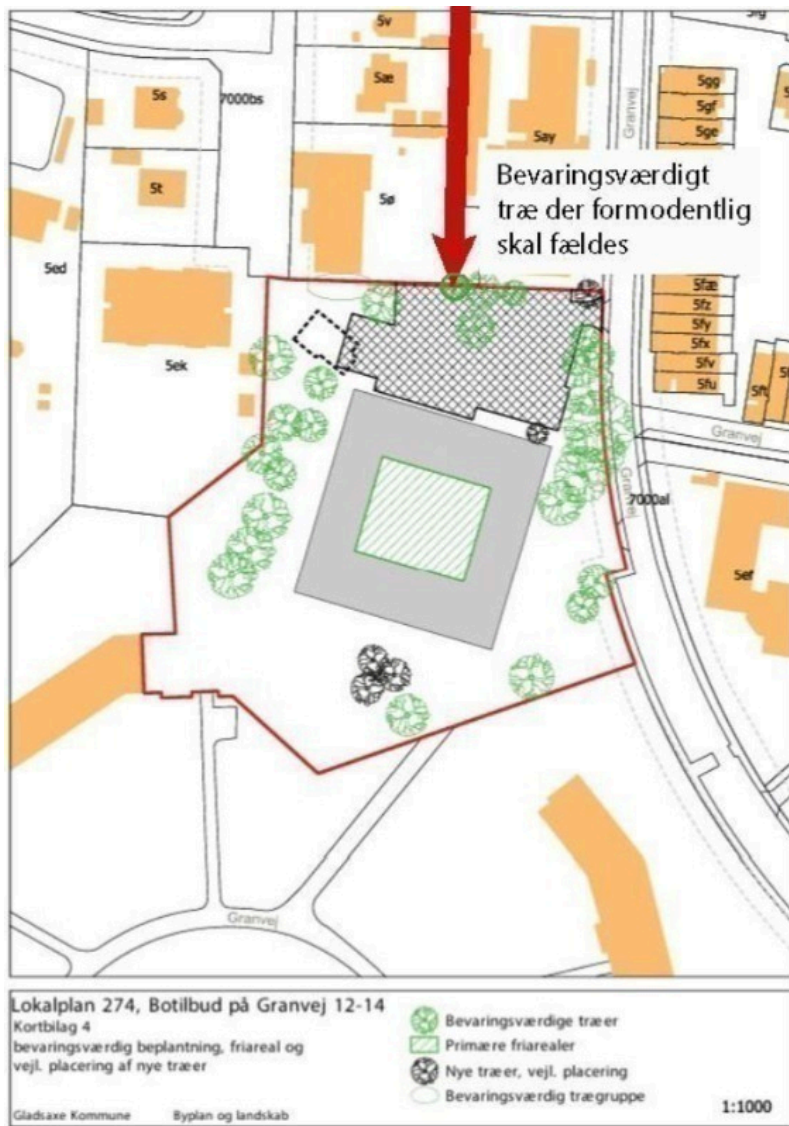 5v
5s
7000bs
5æ
5t
5ay
5ø
Granvej
5gg
5gf
5ge
Bevaringsværdigt
træ der formodentlig
skal fældes
5ed
5ek
5fæ
5fz
5fy
5fx
5fv
5fu
5ft
Granvej
Granvej
7000al
5ef
Granvej
Lokalplan 274, Botilbud på Granvej 12-14
Kortbilag 4
bevaringsværdig beplantning, friareal og
vejl. placering af nye træer
Gladsaxe Kommune Byplan og landskab
Bevaringsværdige træer
Primære friarealer
Nye træer, vejl. placering
Bevaringsværdig trægruppe
1:1000